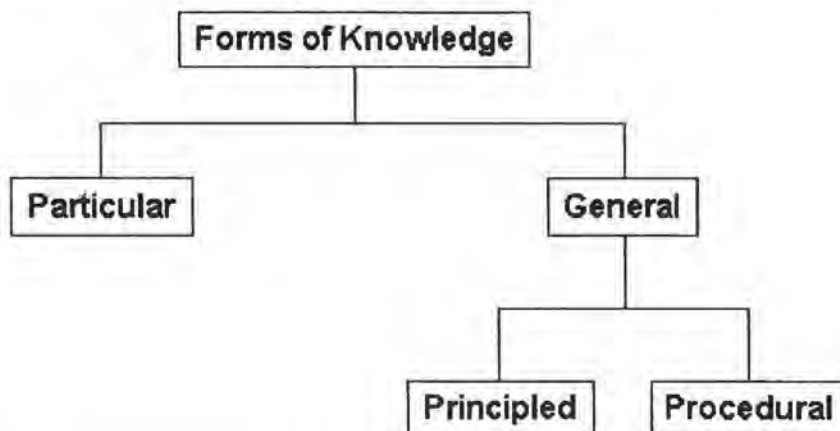 Forms of Knowledge
Particular
General
Principled
Procedural